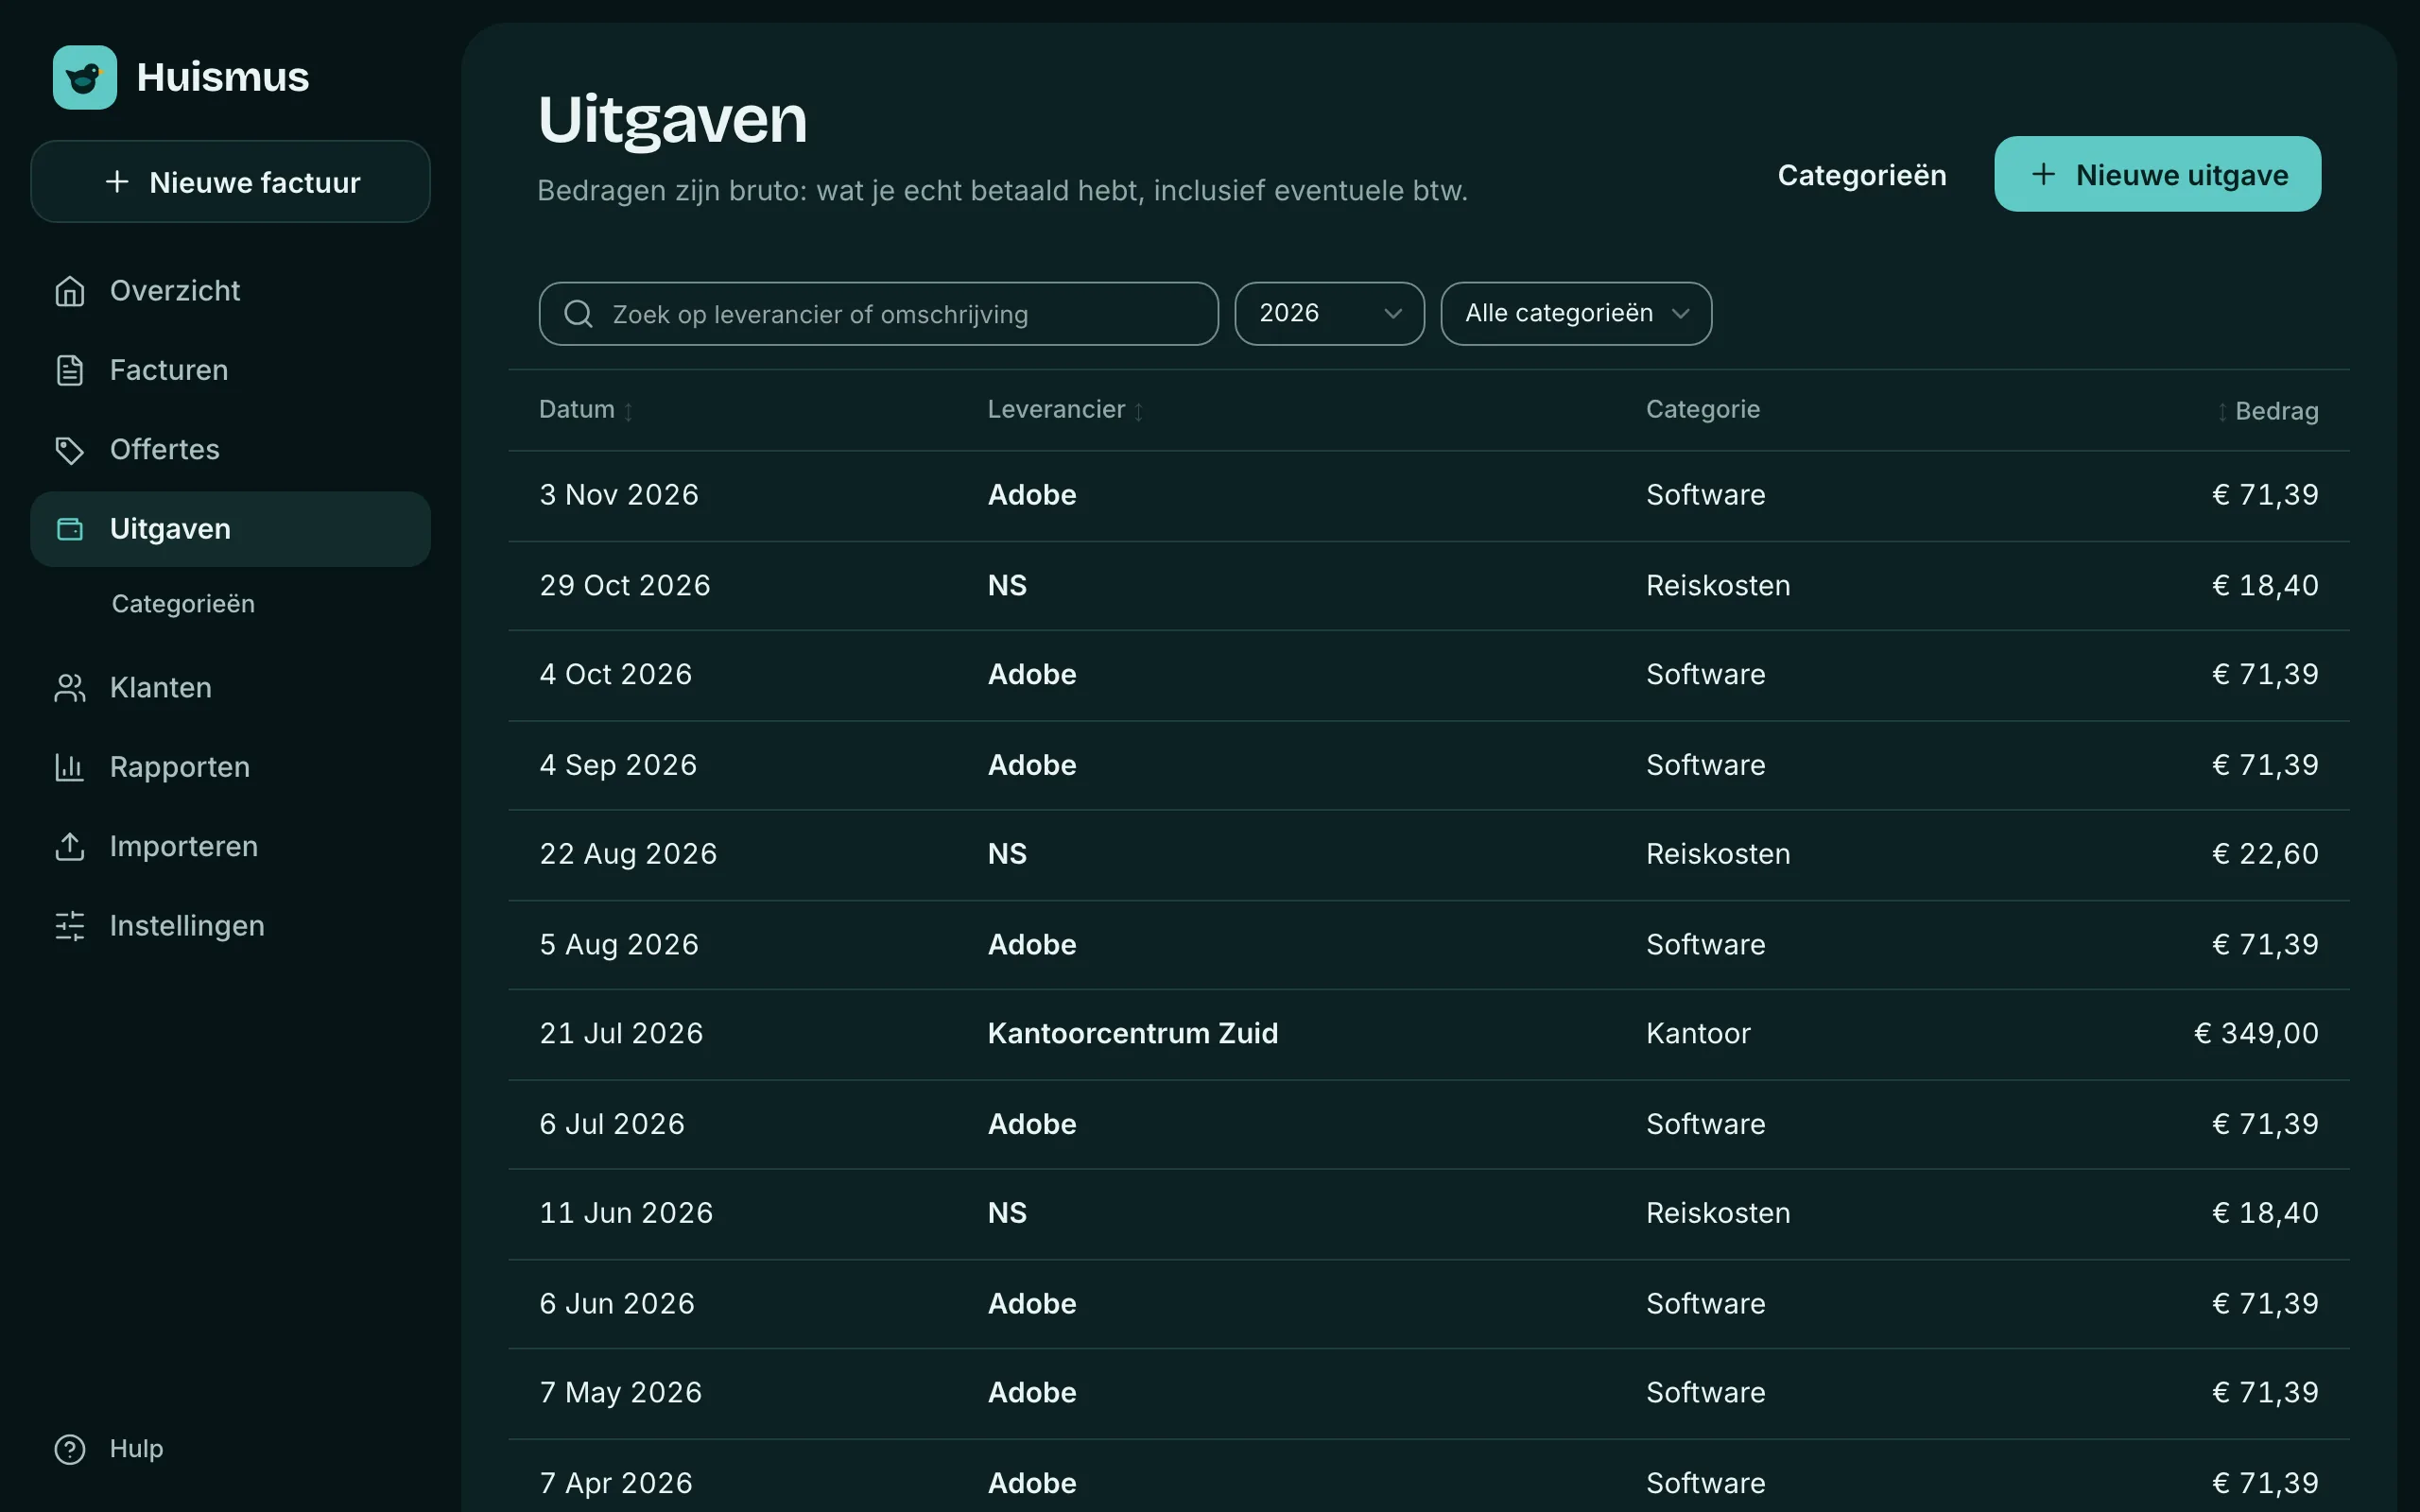 Huismus
Nieuwe factuur
Overzicht
Facturen
Offertes
Uitgaven
Categorieën
Klanten
Rapporten
Importeren
Instellingen
Hulp
Uitgaven
Bedragen zijn bruto: wat je echt betaald hebt, inclusief eventuele btw.
Categorieën
Nieuwe uitgave
Zoek op leverancier of omschrijving
2026
Alle categorieën
Datum Leverancier Categorie Bedrag
3 Nov 2026 Adobe Software € 71,39
29 Oct 2026 NS Reiskosten € 18,40
4 Oct 2026 Adobe Software € 71,39
4 Sep 2026 Adobe Software € 71,39
22 Aug 2026 NS Reiskosten € 22,60
5 Aug 2026 Adobe Software € 71,39
21 Jul 2026 Kantoorcentrum Zuid Kantoor € 349,00
6 Jul 2026 Adobe Software € 71,39
11 Jun 2026 NS Reiskosten € 18,40
6 Jun 2026 Adobe Software € 71,39
7 May 2026 Adobe Software € 71,39
7 Apr 2026 Adobe Software € 71,39